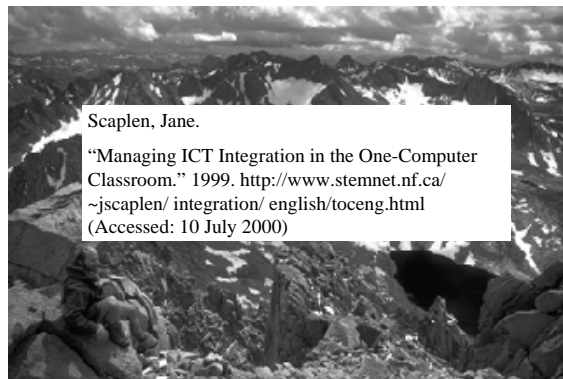 Scaplen, Jane.
“Managing ICT Integration in the One-Computer
Classroom.” 1999. http://www.stemnet.nf.ca/
~jscaplen/ integration/ english/toceng.html
(Accessed: 10 July 2000)